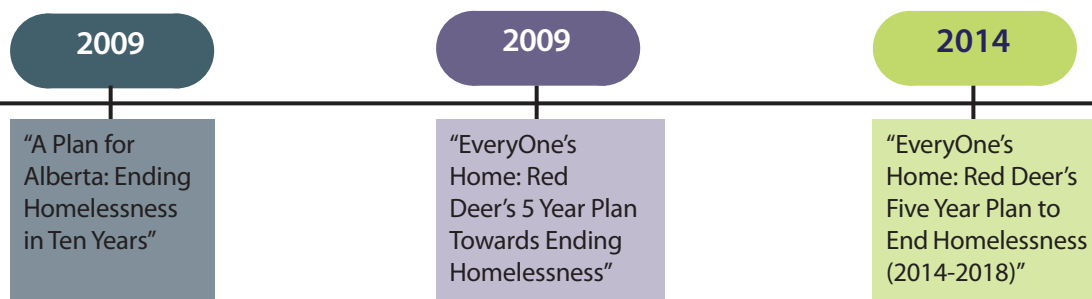 2009
“A Plan for
Alberta: Ending
Homelessness
in Ten Years”
2009
“EveryOne’s
Home: Red
Deer’s 5 Year Plan
Towards Ending
Homelessness”
2014
“EveryOne’s
Home: Red Deer’s
Five Year Plan to
End Homelessness
(2014-2018)”